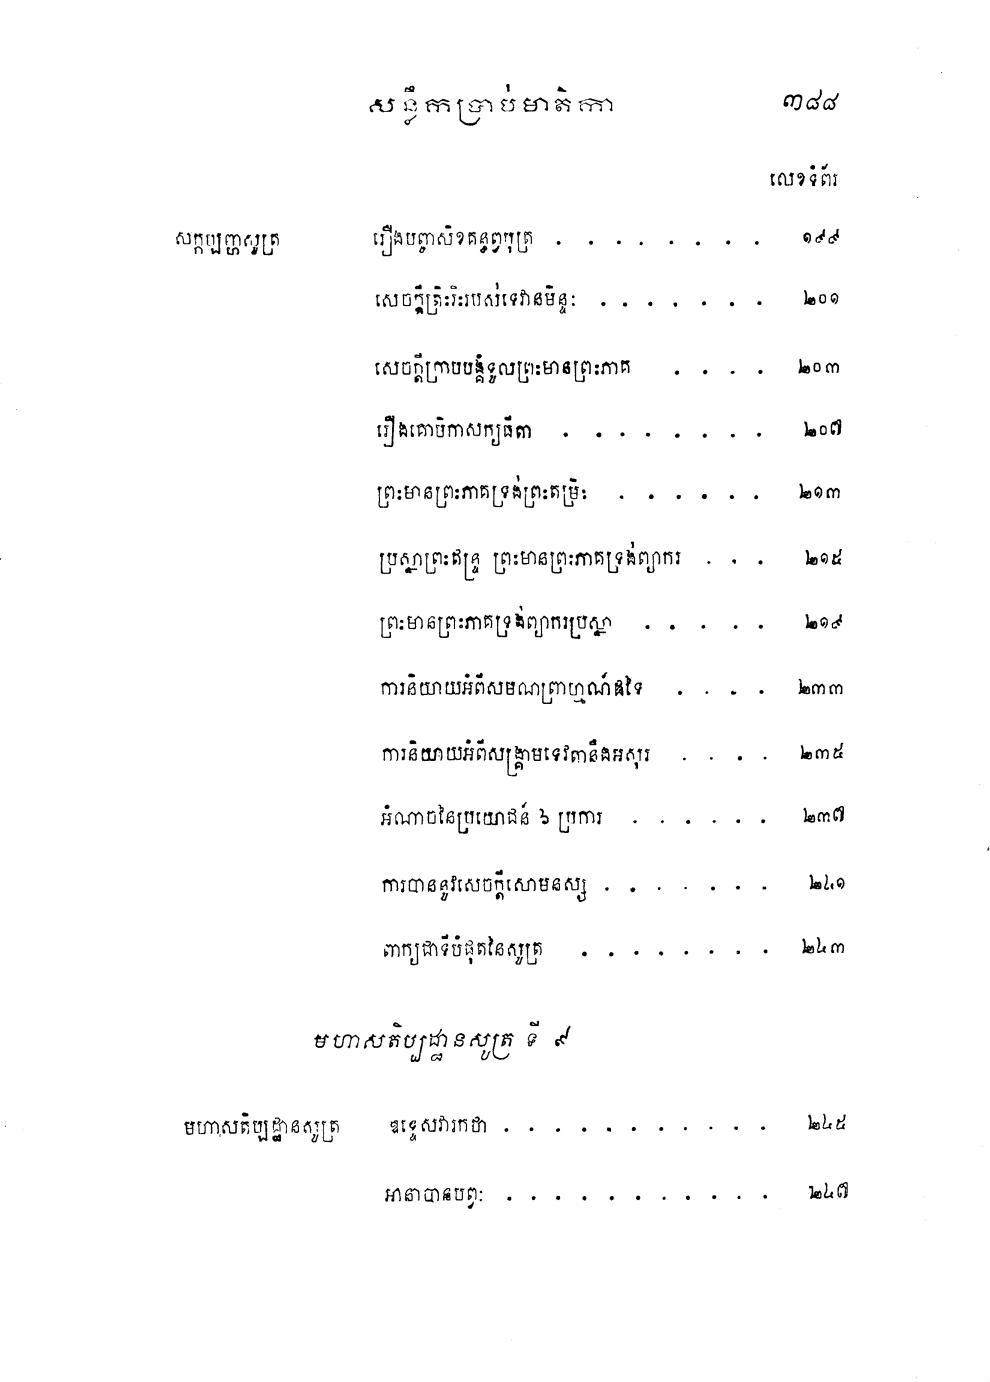 សន្លឹកប្រាប់មាតិកា ៣៨៨
លេខទំព័រ
សក្កប្បញ្ហសូត្រ រឿងបញ្ចសិខគន្ធព្វបុត្រ . . . . . . . . ១៩៩
សេចក្តីត្រិះរិះរបស់ទេវានមិន្ទៈ . . . . . . . ២០១
សេចក្តីក្រាបបង្គំទូលព្រះមានព្រះភាគ . . . . ២០៣
រឿងគោបិកាសក្យធីតា . . . . . . . . ២០៧
ព្រះមានព្រះភាគទ្រង់ព្រះតម្រិះ . . . . . . ២១៣
ប្រស្នាព្រះឥន្ទ្រ ព្រះមានព្រះភាគទ្រង់ព្យាករ . . . ២១៥
ព្រះមានព្រះភាគទ្រង់ព្យាករប្រស្នា . . . . . ២១៩
ការនិយាយអំពីសមណព្រាហ្មណ៍ដទៃ . . . . ២៣៣
ការនិយាយអំពីសង្គ្រាមទេវតានឹងអសុរ . . . . ២៣៥
អំណាចនៃប្រយោជន៍ ៦ ប្រការ . . . . . . ២៣៧
ការបាននូវសេចក្តីសោមនស្ស . . . . . . . ២៤១
ពាក្យជាទីបំផុតនៃសូត្រ . . . . . . . . ២៤៣
មហាសតិប្បដ្ឋានសូត្រ ទី ៩
មហាសតិប្បដ្ឋានសូត្រ ឧទ្ទេសវារកថា . . . . . . . . . . . ២៤៥
អានាបានបព្វៈ . . . . . . . . . . . ២៤៧